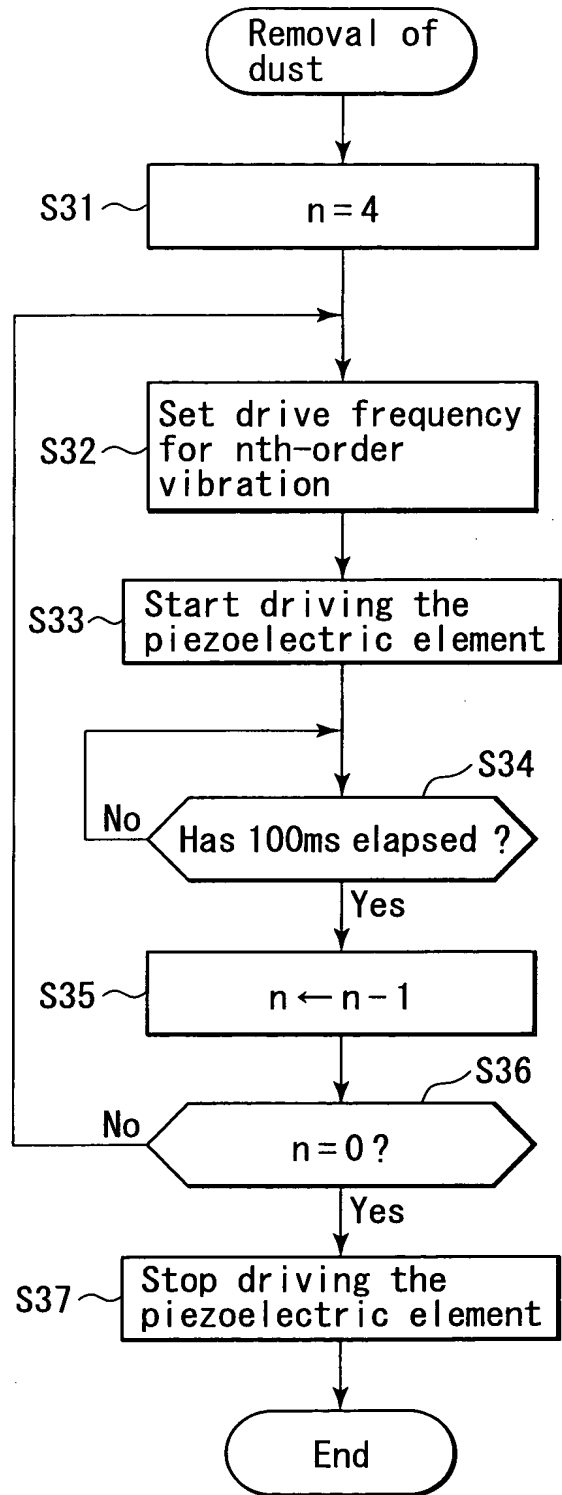 Removal of
dust
S31
n=4
Set drive frequency
S32
for nth-order
vibration
S33
Start driving the
piezoelectric element
S34
No
Has 100ms elapsed ?
Yes
S35
n←n-1
S36
No
n=0?
Yes
S37
Stop driving the
piezoelectric element
End